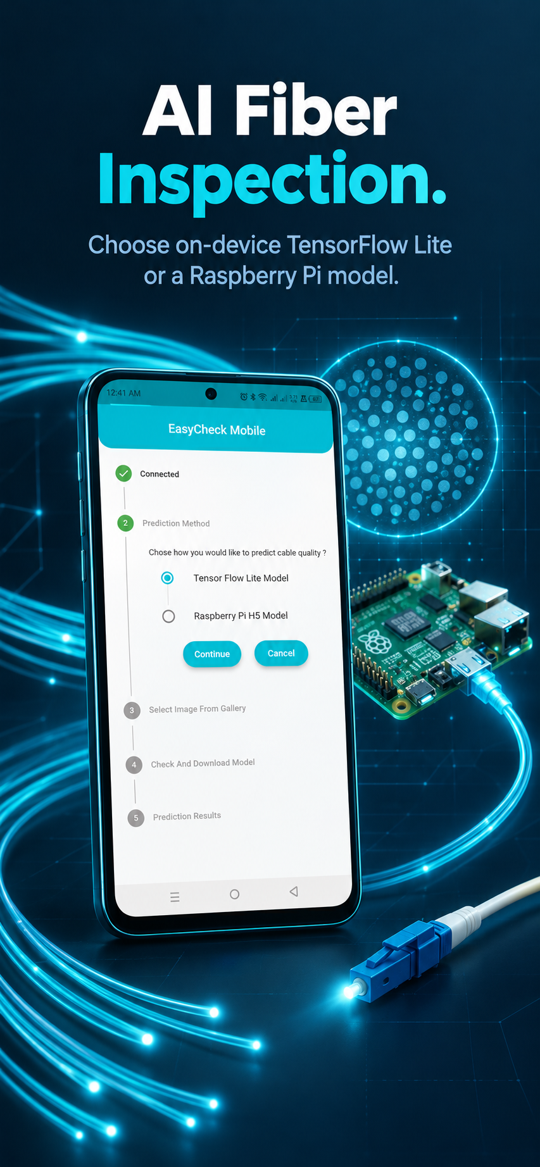 AI Fiber
Inspection.
Choose on-device TensorFlow Lite
or a Raspberry Pi model.
12:41 AM
EasyCheck Mobile
Connected
2 Prediction Method
Chose how you would like to predict cable quality ?
Tensor Flow Lite Model
Raspberry Pi H5 Model
Continue Cancel
3 Select Image From Gallery
4 Check And Download Model
5 Prediction Results